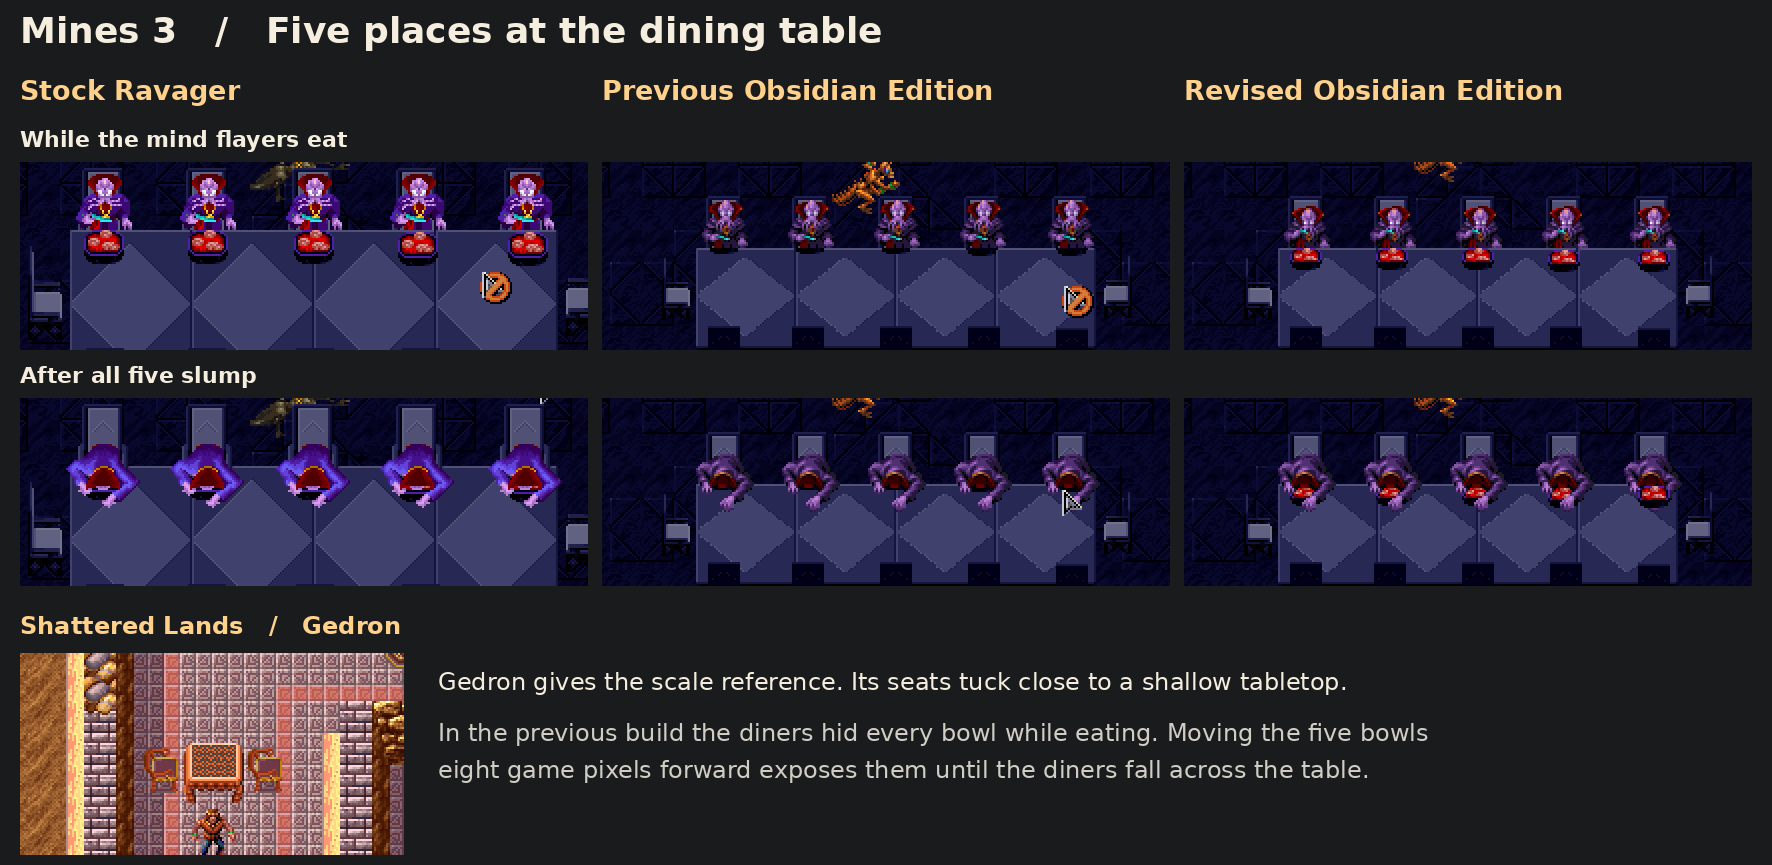 Mines 3 / Five places at the dining table
Stock Ravager
Previous Obsidian Edition
Revised Obsidian Edition
While the mind flayers eat
After all five slump
Shattered Lands / Gedron
Gedron gives the scale reference. Its seats tuck close to a shallow tabletop.
In the previous build the diners hid every bowl while eating. Moving the five bowls
eight game pixels forward exposes them until the diners fall across the table.